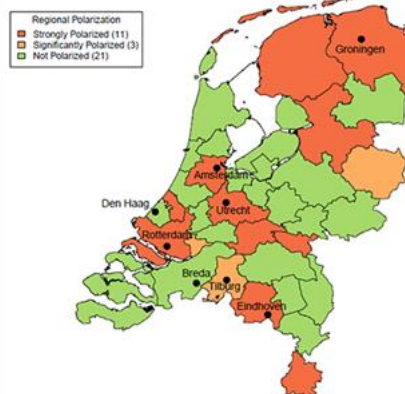 Regional Polarization
Strongly Polarized (11)
Significantly Polarized (3)
Not Polarized (21)
Groningen
Amsterdam
Den Haag
Utrecht
Rotterdam
Breda
Tilburg
Eindhoven